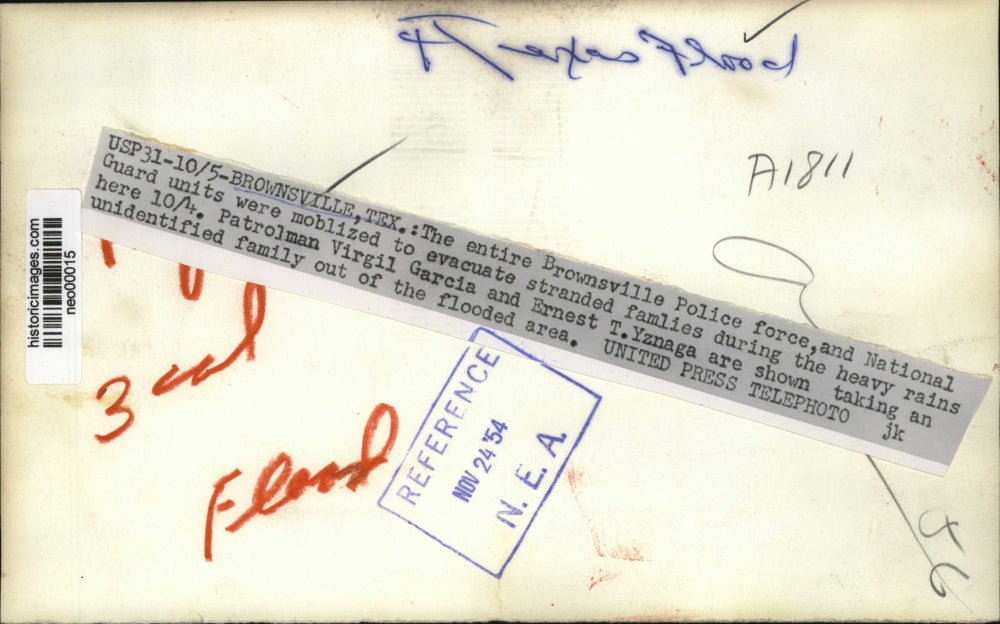 A1811
USP31-10/5-BROWNSVILLE, TEX.:The entire Brownsville Police force,and National
Guard units were moblized to evacuate stranded famlies during the heavy rains
here 10/4. Patrolman Virgil Garcia and Ernest T.Yznaga are shown taking an
unidentified family out of the flooded area. UNITED PRESS TELEPHOTO jk
historicimages.com
neo00015
3 col
Flood
REFERENCE
NOV 24 '54
N. E. A.